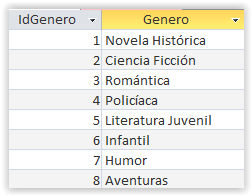 IdGenero Genero
1 Novela Histórica
2 Ciencia Ficción
3 Romántica
4 Policíaca
5 Literatura Juvenil
6 Infantil
7 Humor
8 Aventuras